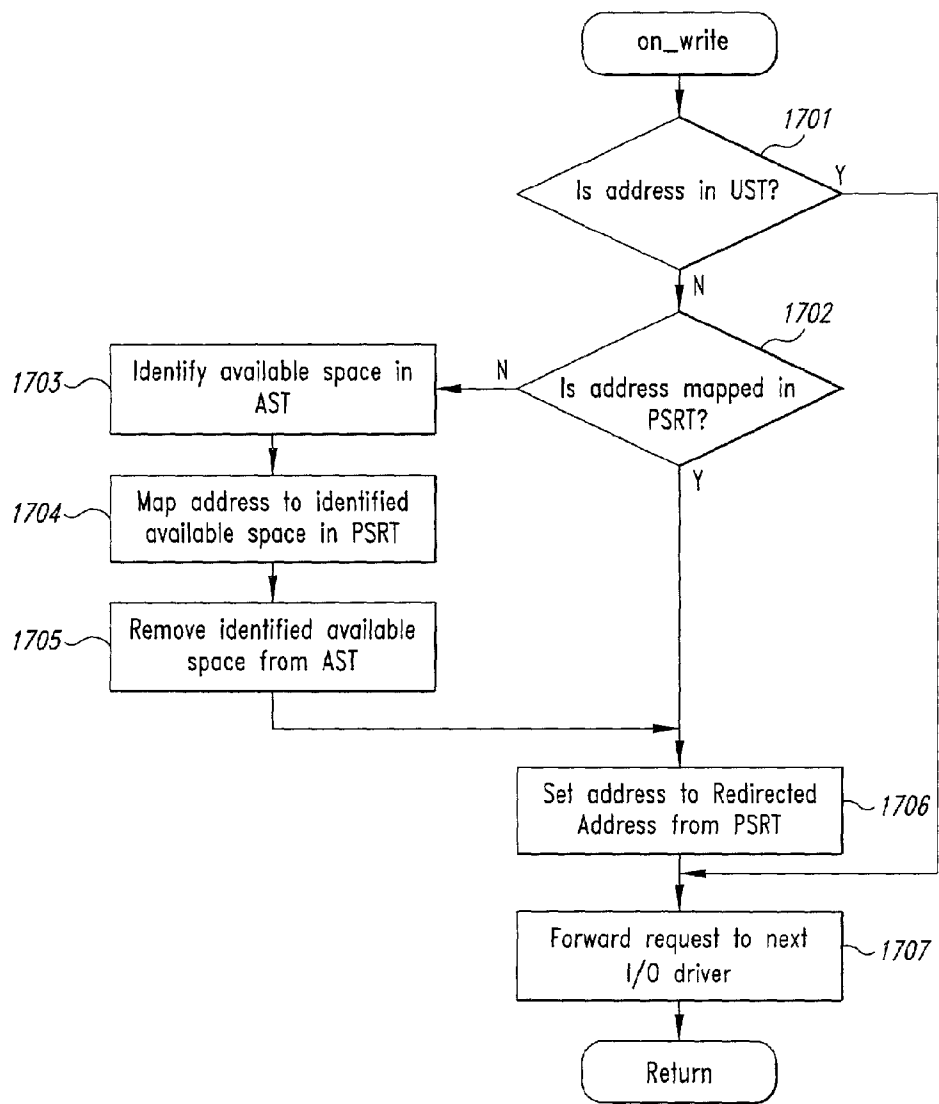 on_write
1701
Is address in UST?
Y
N
1702
Is address mapped in
PSRT?
N
Y
1703
Identify available space in
AST
1704
Map address to identified
available space in PSRT
1705
Remove identified available
space from AST
Set address to Redirected
Address from PSRT
1706
Forward request to next
I/O driver
1707
Return